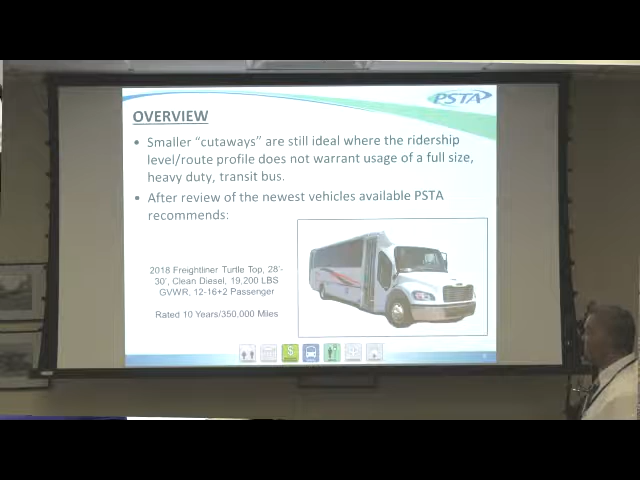 PSTA
OVERVIEW
• Smaller “cutaways” are still ideal where the ridership
level/route profile does not warrant usage of a full size,
heavy duty, transit bus.
• After review of the newest vehicles available PSTA
recommends:
2018 Freightliner Turtle Top, 28'-
30', Clean Diesel, 19,200 LBS
GVWR, 12-16+2 Passenger
Rated 10 Years/350,000 Miles